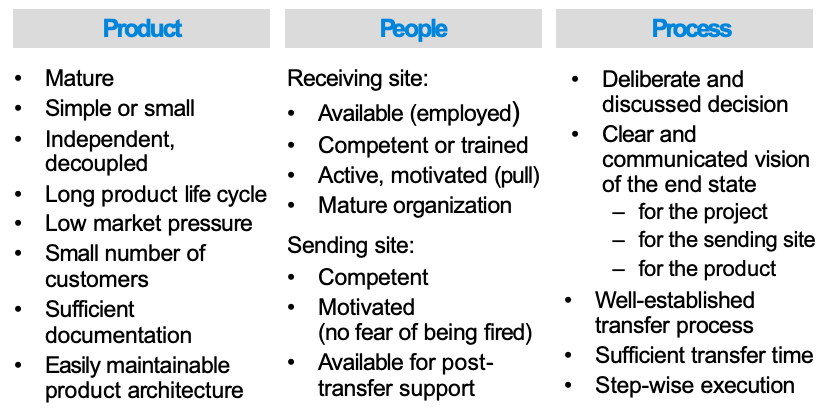 Product
• Mature
• Simple or small
• Independent,
decoupled
• Long product life cycle
• Low market pressure
• Small number of
customers
• Sufficient
documentation
• Easily maintainable
product architecture
People
Receiving site:
• Available (employed)
• Competent or trained
• Active, motivated (pull)
• Mature organization
Sending site:
• Competent
• Motivated
(no fear of being fired)
• Available for post-
transfer support
Process
• Deliberate and
discussed decision
• Clear and
communicated vision
of the end state
– for the project
– for the sending site
– for the product
• Well-established
transfer process
• Sufficient transfer time
• Step-wise execution